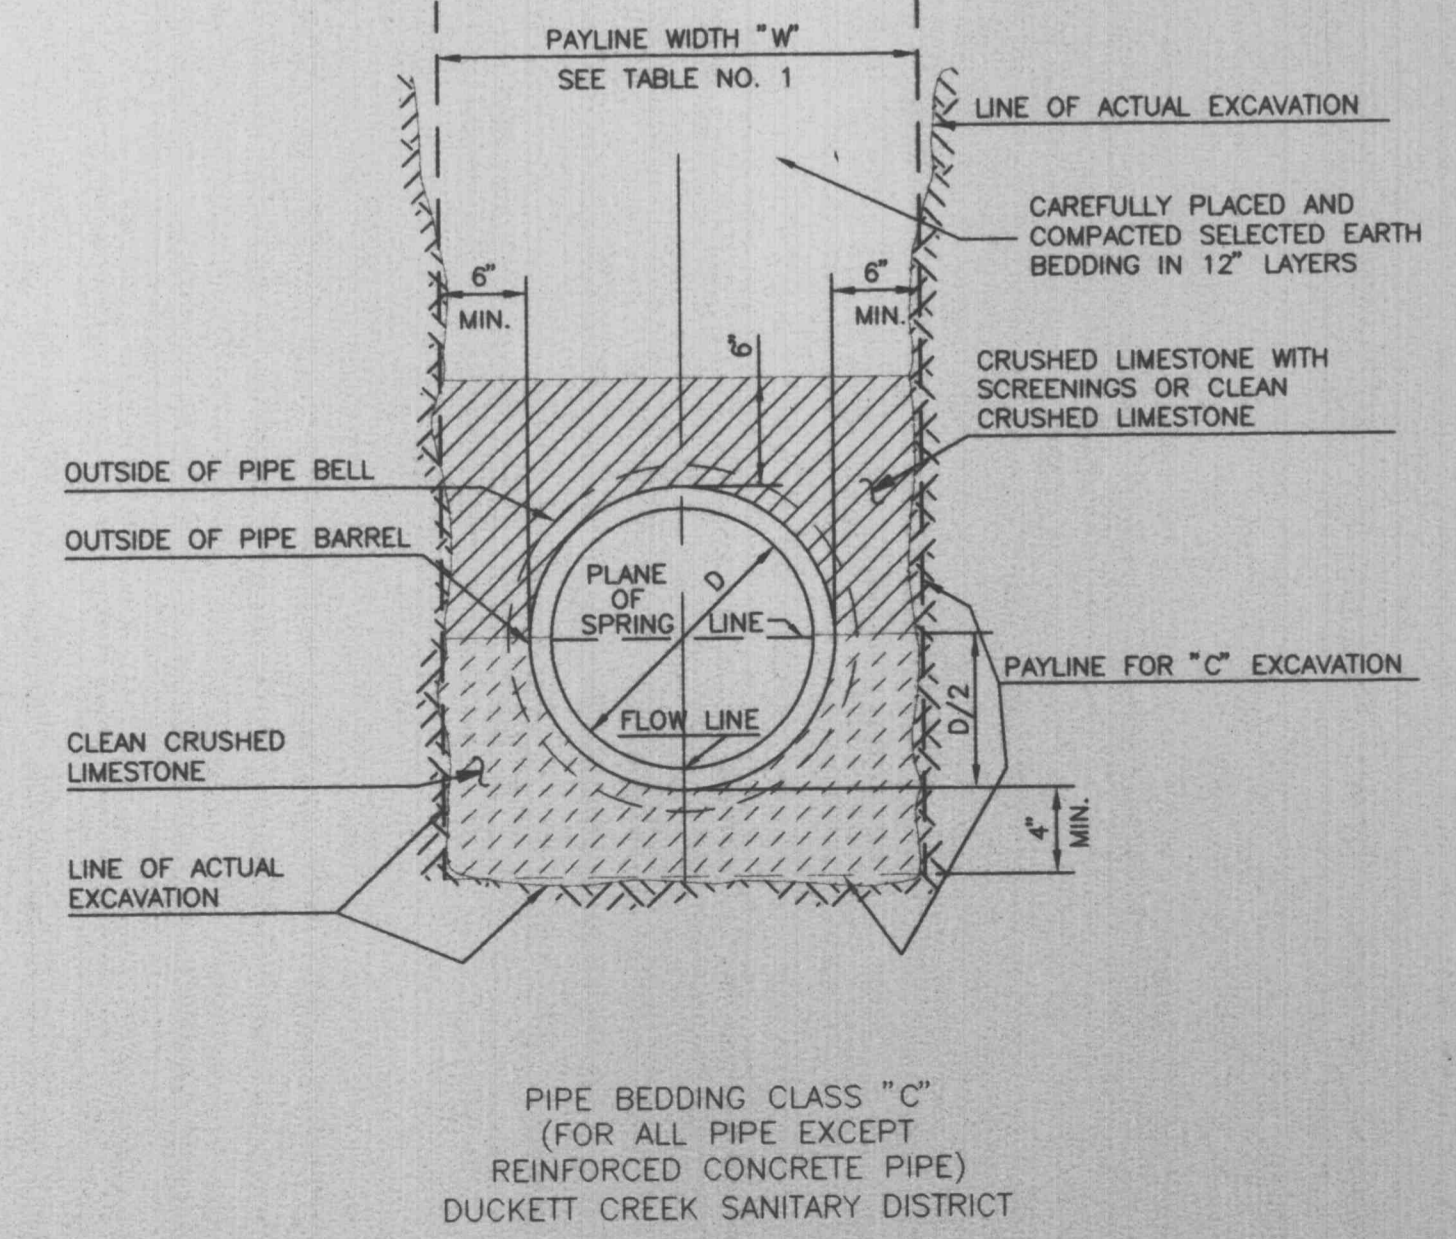 PAYLINE WIDTH "W"
SEE TABLE NO. 1
LINE OF ACTUAL EXCAVATION
CAREFULLY PLACED AND
COMPACTED SELECTED EARTH
BEDDING IN 12" LAYERS
6"
MIN.
6"
MIN.
6"
CRUSHED LIMESTONE WITH
SCREENINGS OR CLEAN
CRUSHED LIMESTONE
OUTSIDE OF PIPE BELL
OUTSIDE OF PIPE BARREL
PLANE
OF
SPRING LINE
D
FLOW LINE
PAYLINE FOR "C" EXCAVATION
D/2
CLEAN CRUSHED
LIMESTONE
4"
MIN.
LINE OF ACTUAL
EXCAVATION
PIPE BEDDING CLASS "C"
(FOR ALL PIPE EXCEPT
REINFORCED CONCRETE PIPE)
DUCKETT CREEK SANITARY DISTRICT